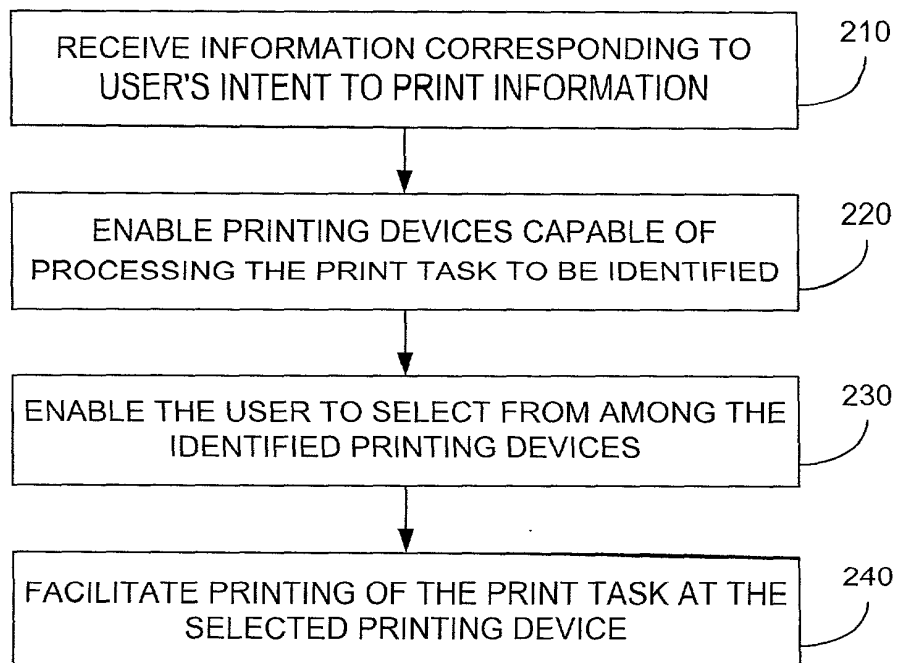 RECEIVE INFORMATION CORRESPONDING TO
USER'S INTENT TO PRINT INFORMATION
210
ENABLE PRINTING DEVICES CAPABLE OF
PROCESSING THE PRINT TASK TO BE IDENTIFIED
220
ENABLE THE USER TO SELECT FROM AMONG THE
IDENTIFIED PRINTING DEVICES
230
FACILITATE PRINTING OF THE PRINT TASK AT THE
SELECTED PRINTING DEVICE
240